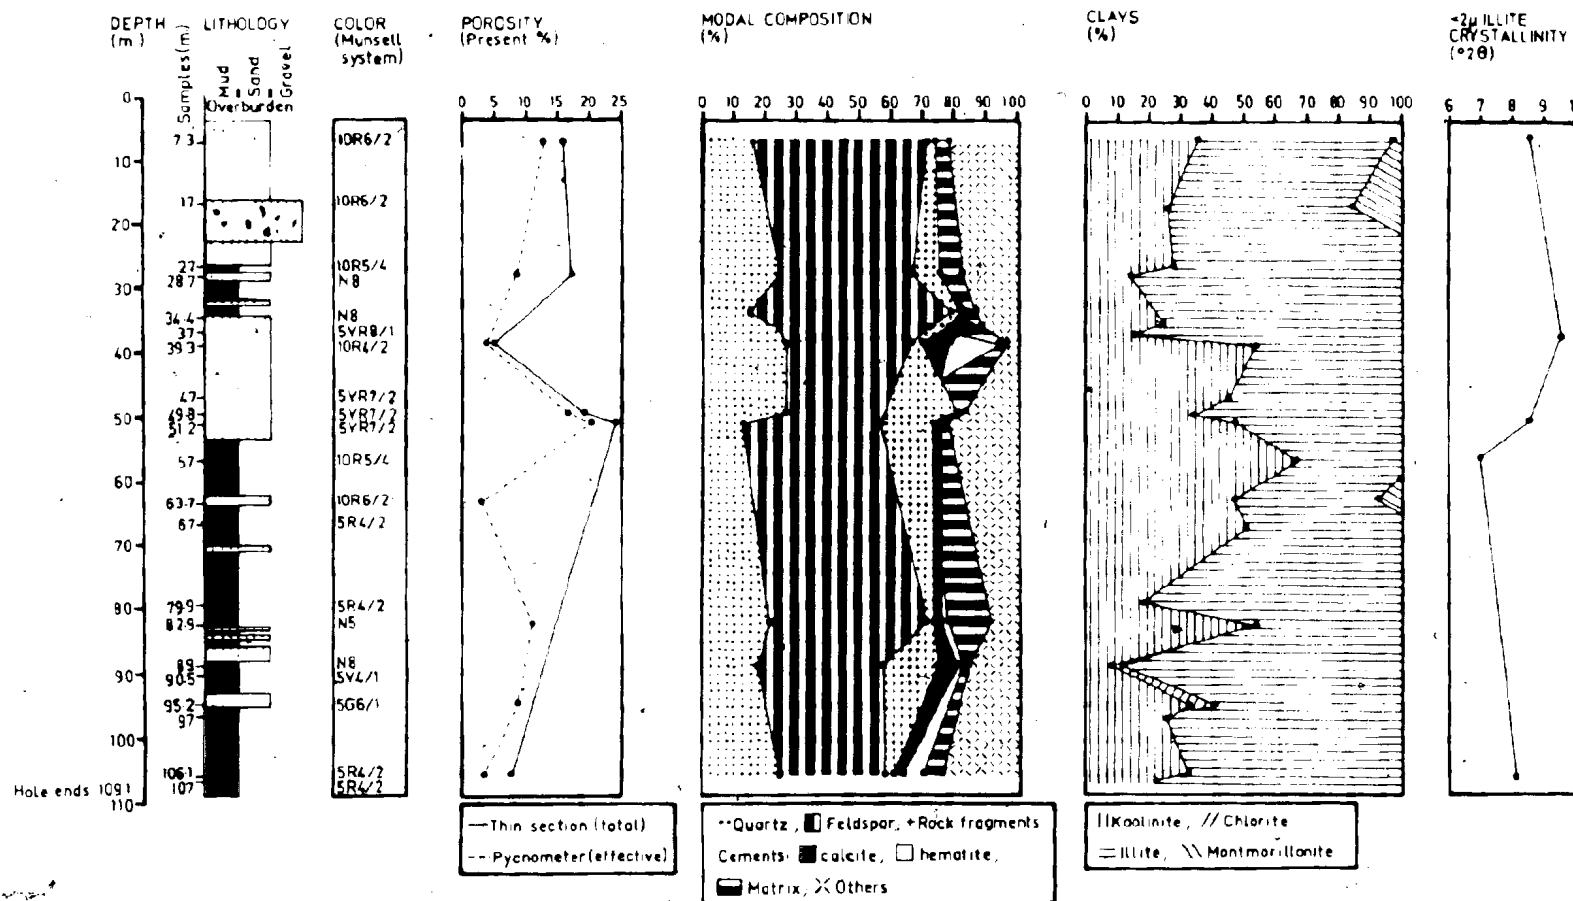 DEPTH
(m.)
Samples(m.)
LITHOLOGY
Mud
Sand
Gravel
Overburden
COLOR
(Munsell
system)
POROSITY
(Present %)
MODAL COMPOSITION
(%)
CLAYS
(%)
<2µ ILLITE
CRYSTALLINITY
(°2θ)
0 5 10 15 20 25
0 10 20 30 40 50 60 70 80 90 100
0 10 20 30 40 50 60 70 80 90 100
6 7 8 9
0
10
20
30
40
50
60
70
80
90
100
110
7.3 10R6/2
17 10R6/2
27 10R5/4
28.7 N8
34.4 N8
37 5YR8/1
39.3 10R4/2
47 5YR7/2
49.8 5YR7/2
51.2 5YR7/2
57 10R5/4
63.7 10R6/2
67 5R4/2
79.9 5R4/2
82.9 N5
89 N8
90.5 5Y4/1
95.2 5G6/1
97
106.1 5R4/2
107 5R4/2
Hole ends 109.1
Thin section (total)
Pycnometer (effective)
Quartz, Feldspar, + Rock fragments
Cements: calcite, hematite,
Matrix, Others
Kaolinite, // Chlorite
Illite, \\ Montmorillonite